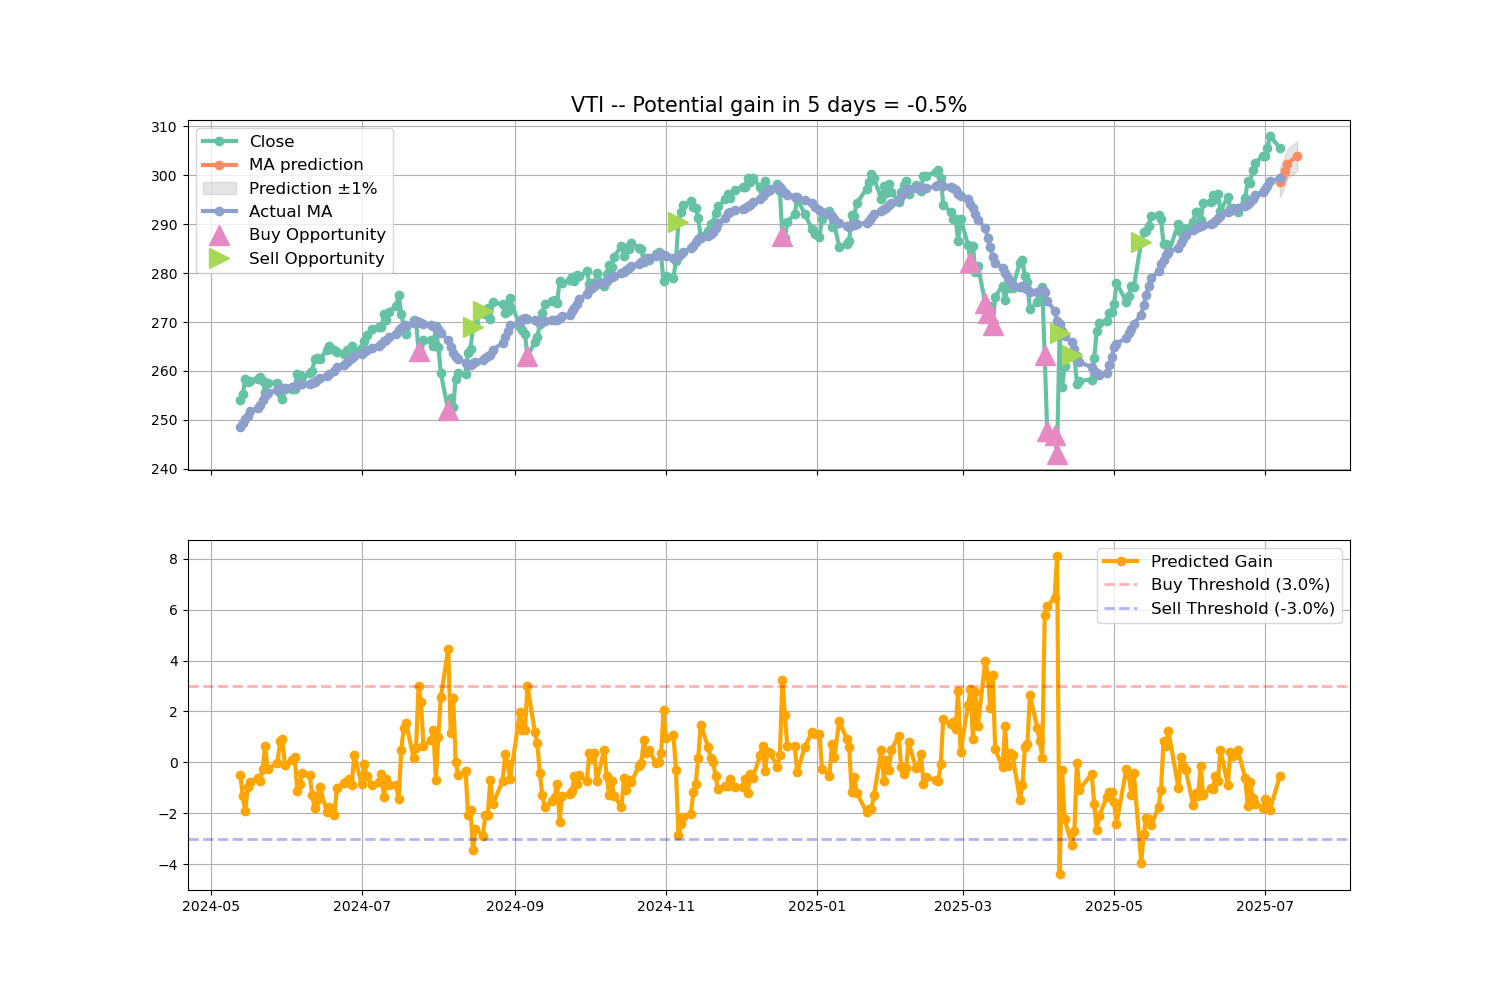 VTI -- Potential gain in 5 days = -0.5%
310
300
290
280
270
260
250
240
Close
MA prediction
Prediction ±1%
Actual MA
Buy Opportunity
Sell Opportunity
8
6
4
2
0
−2
−4
Predicted Gain
Buy Threshold (3.0%)
Sell Threshold (-3.0%)
2024-05
2024-07
2024-09
2024-11
2025-01
2025-03
2025-05
2025-07